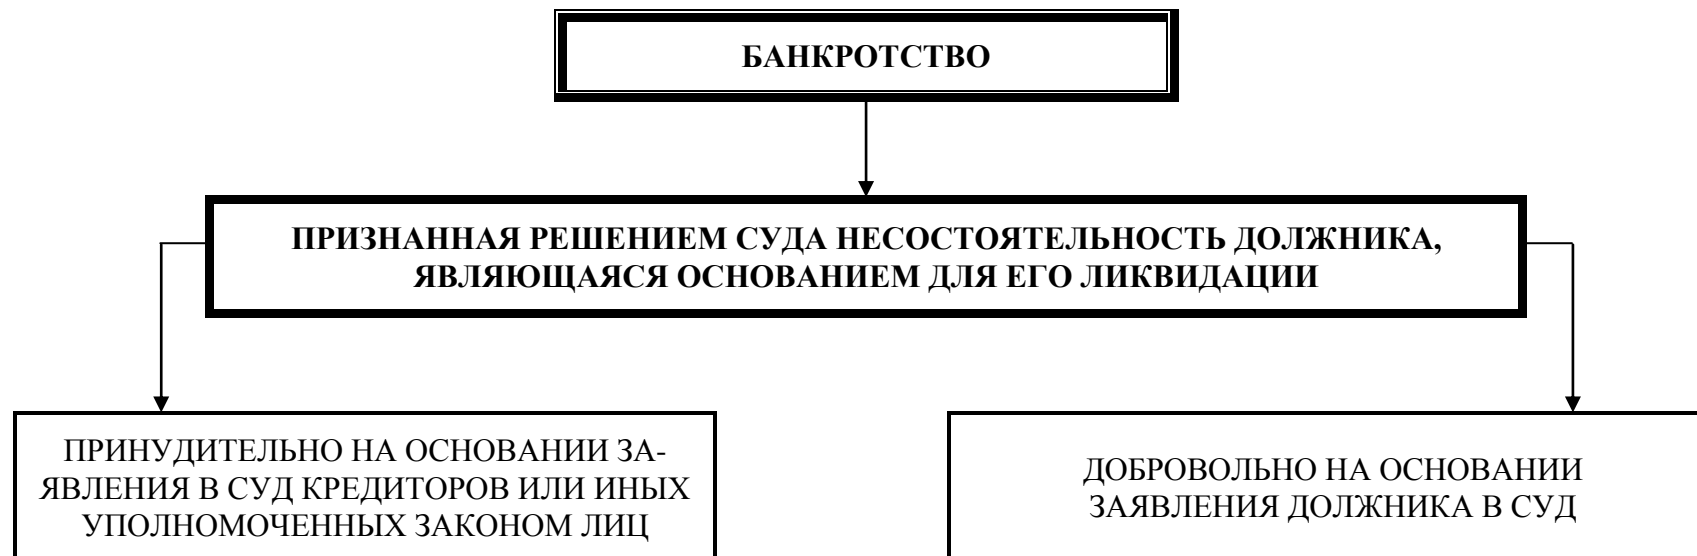 БАНКРОТСТВО
ПРИЗНАННАЯ РЕШЕНИЕМ СУДА НЕСОСТОЯТЕЛЬНОСТЬ ДОЛЖНИКА,
ЯВЛЯЮЩАЯСЯ ОСНОВАНИЕМ ДЛЯ ЕГО ЛИКВИДАЦИИ
ПРИНУДИТЕЛЬНО НА ОСНОВАНИИ ЗА-
ЯВЛЕНИЯ В СУД КРЕДИТОРОВ ИЛИ ИНЫХ
УПОЛНОМОЧЕННЫХ ЗАКОНОМ ЛИЦ
ДОБРОВОЛЬНО НА ОСНОВАНИИ
ЗАЯВЛЕНИЯ ДОЛЖНИКА В СУД